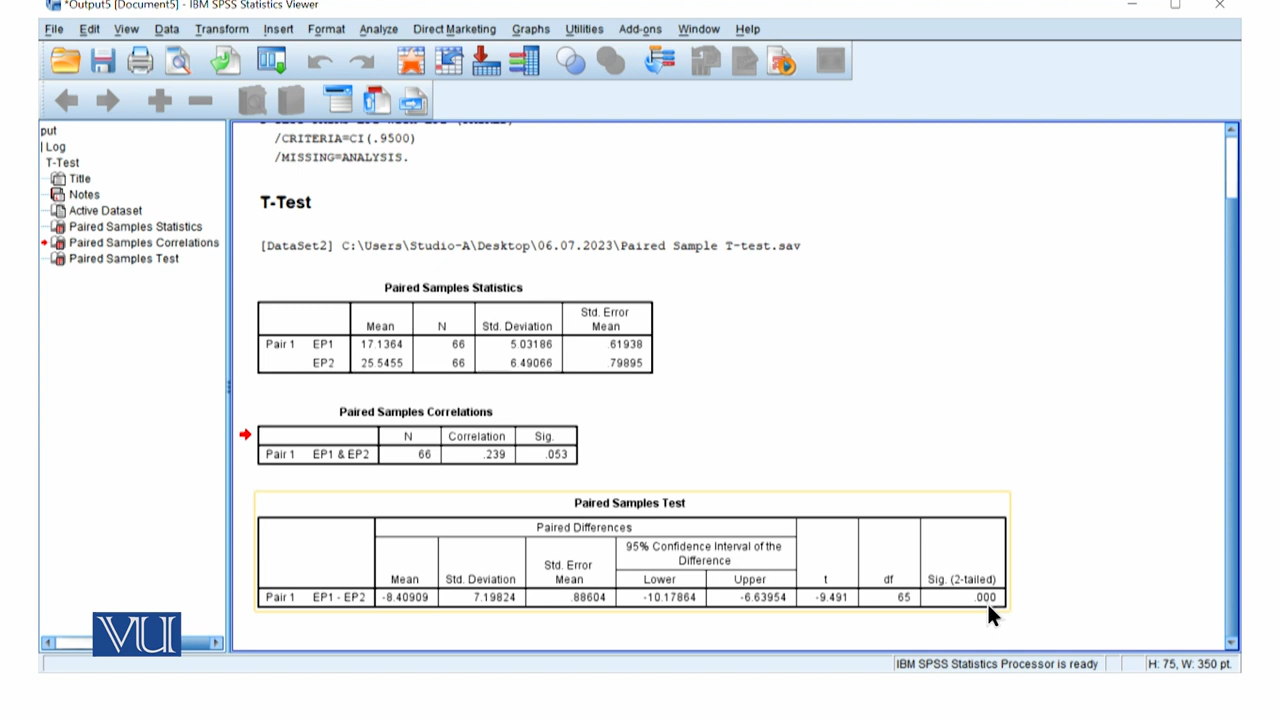 *Output5 [Document5] - IBM SPSS Statistics Viewer
File Edit View Data Transform Insert Format Analyze Direct Marketing Graphs Utilities Add-ons Window Help
put
Log
T-Test
Title
Notes
Active Dataset
Paired Samples Statistics
Paired Samples Correlations
Paired Samples Test
/CRITERIA=CI(.9500)
/MISSING=ANALYSIS.
T-Test
[DataSet2] C:\Users\Studio-A\Desktop\06.07.2023\Paired Sample T-test.sav
Paired Samples Statistics
Mean N Std. Deviation Std. Error Mean
Pair 1 EP1 17.1364 66 5.03186 .61938
EP2 25.5455 66 6.49066 .79895
Paired Samples Correlations
N Correlation Sig.
Pair 1 EP1 & EP2 66 .239 .053
Paired Samples Test
Paired Differences
95% Confidence Interval of the Difference
Mean Std. Deviation Std. Error Mean Lower Upper t df Sig. (2-tailed)
Pair 1 EP1 - EP2 -8.40909 7.19824 .88604 -10.17864 -6.63954 -9.491 65 .000
VU
IBM SPSS Statistics Processor is ready H: 75, W: 350 pt.